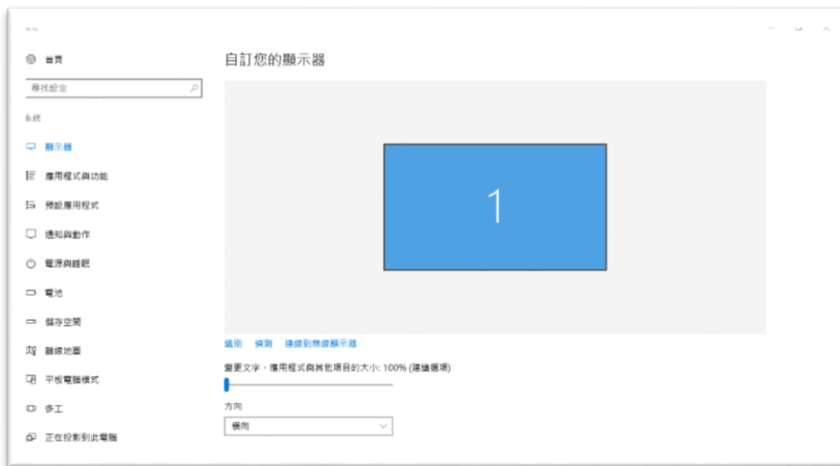 首頁
尋找設定
系統
顯示器
應用程式與功能
預設應用程式
通知與動作
電源與睡眠
電池
儲存空間
離線地圖
平板電腦模式
多工
正在投影到此電腦
自訂您的顯示器
1
識別 偵測 連線到無線顯示器
變更文字、應用程式與其他項目的大小: 100% (建議選項)
方向
橫向